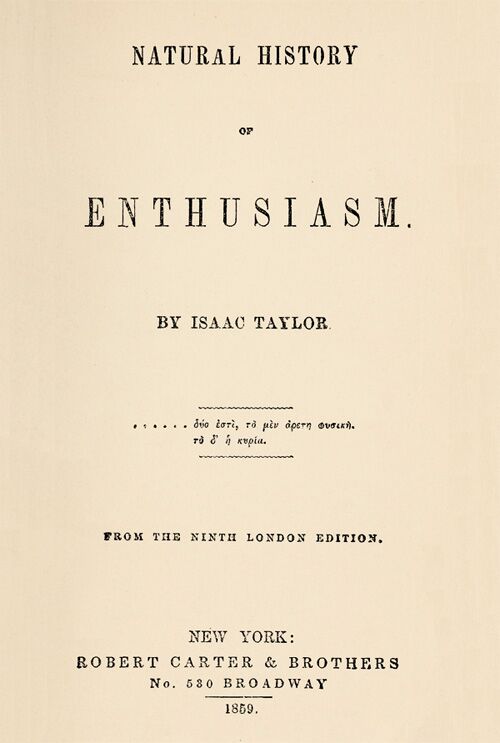 NATURAL HISTORY
OF
ENTHUSIASM.
BY ISAAC TAYLOR.
. . . . . . δύο ἐστὶ, τὸ μὲν ἀρετη φυσικὴ.
τὸ δ' ἡ κυρία.
FROM THE NINTH LONDON EDITION.
NEW YORK:
ROBERT CARTER & BROTHERS
No. 530 BROADWAY
1859.